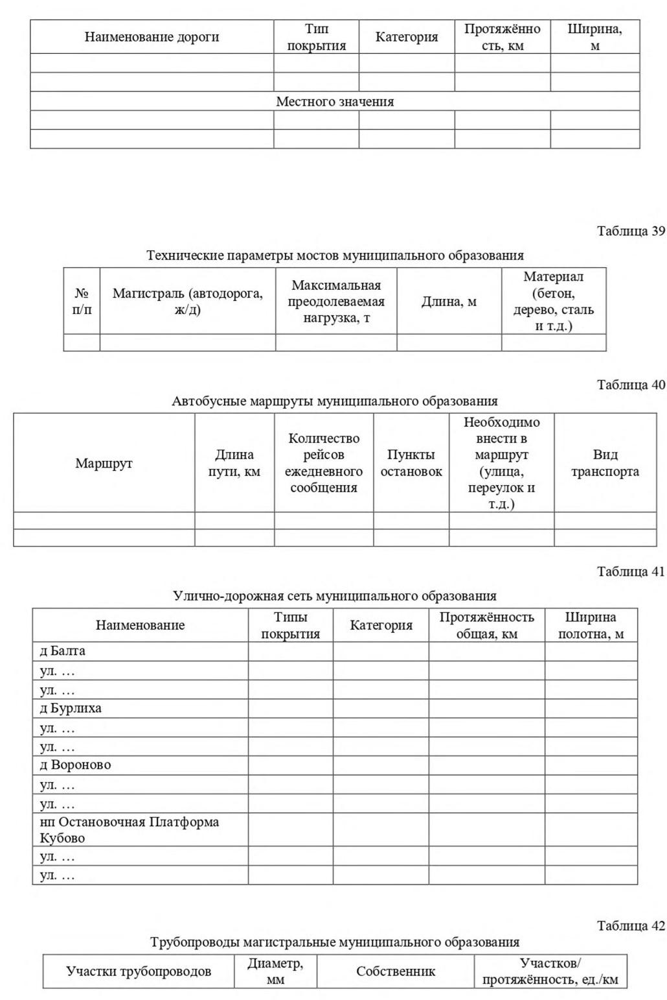 Наименование дороги
Тип
покрытия
Категория
Протяжённо
сть, км
Ширина,
м
Местного значения
Таблица 39
Технические параметры мостов муниципального образования
№
п/п
Магистраль (автодорога,
ж/д)
Максимальная
преодолеваемая
нагрузка, т
Длина, м
Материал
(бетон,
дерево, сталь
и т.д.)
Таблица 40
Автобусные маршруты муниципального образования
Маршрут
Длина
пути, км
Количество
рейсов
ежедневного
сообщения
Пункты
остановок
Необходимо
внести в
маршрут
(улица,
переулок и
т.д.)
Вид
транспорта
Таблица 41
Улично-дорожная сеть муниципального образования
Наименование
Типы
покрытия
Категория
Протяжённость
общая, км
Ширина
полотна, м
д Балта
ул. …
ул. …
д Бурлиха
ул. …
ул. …
д Вороново
ул. …
ул. …
нп Остановочная Платформа
Кубово
ул. …
ул. …
Таблица 42
Трубопроводы магистральные муниципального образования
Участки трубопроводов
Диаметр,
мм
Собственник
Участков/
протяжённость, ед./км